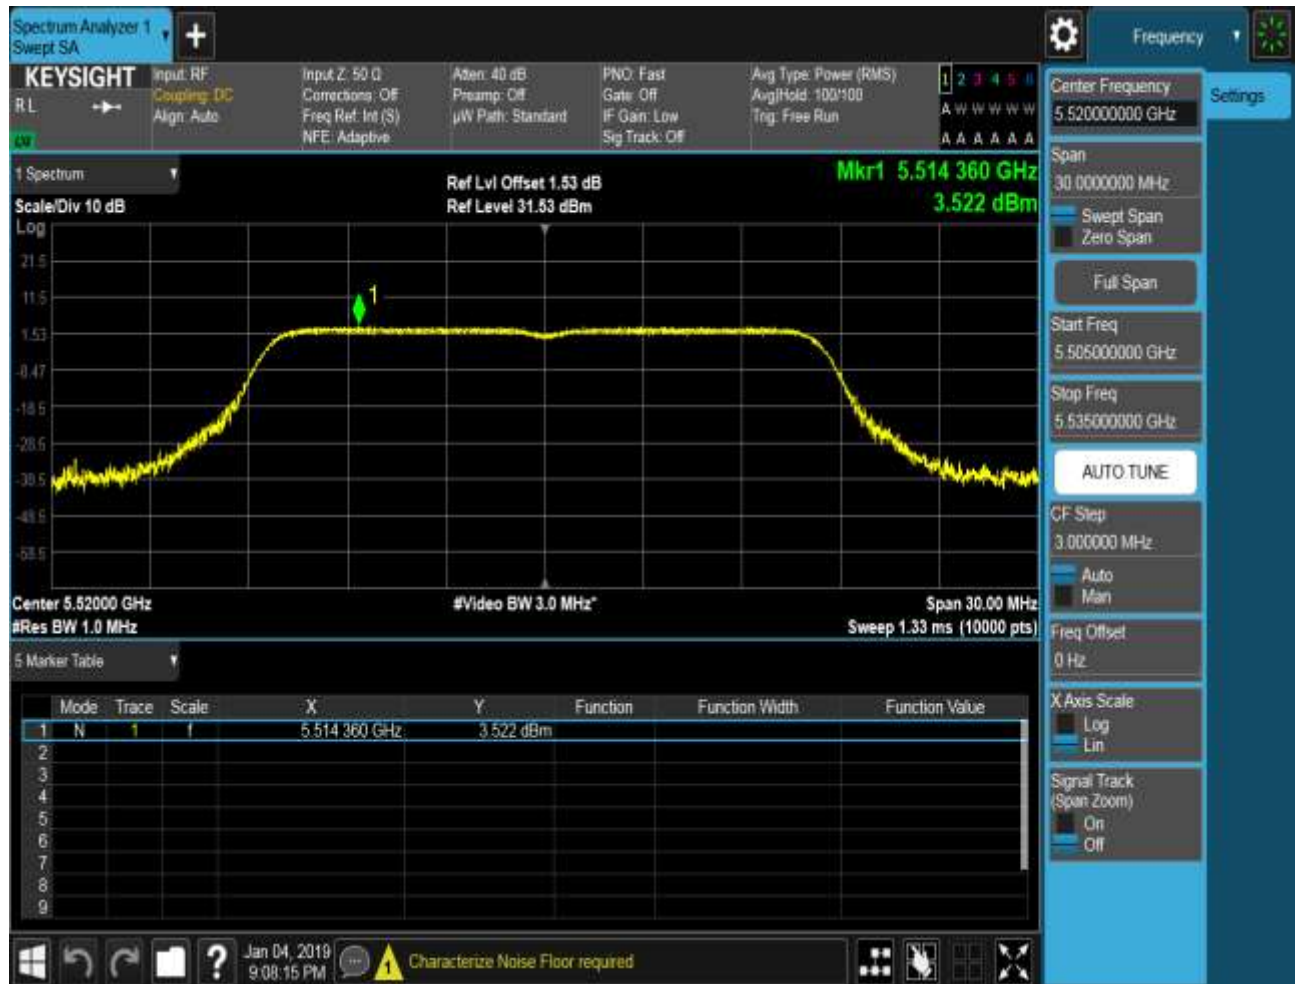 Spectrum Analyzer 1
Swept SA
+
Frequency
KEYSIGHT
RL
Input: RF
Coupling: DC
Align: Auto
Input Z: 50 Ω
Corrections: Off
Freq Ref: Int (S)
NFE: Adaptive
Atten: 40 dB
Preamp: Off
µW Path: Standard
PNO: Fast
Gate: Off
IF Gain: Low
Sig Track: Off
Avg Type: Power (RMS)
Avg|Hold: 100/100
Trig: Free Run
1 2 3 4 5 6
A W W W W W
A A A A A A
Settings
1 Spectrum
Scale/Div 10 dB
Ref Lvl Offset 1.53 dB
Ref Level 31.53 dBm
Mkr1 5.514 360 GHz
3.522 dBm
Log
21.5
11.5
1.53
-8.47
-18.5
-28.5
-38.5
-48.5
-58.5
1
Center 5.52000 GHz
#Res BW 1.0 MHz
#Video BW 3.0 MHz*
Span 30.00 MHz
Sweep 1.33 ms (10000 pts)
5 Marker Table
Mode Trace Scale X Y Function Function Width Function Value
1 N 1 f 5.514 360 GHz 3.522 dBm
2
3
4
5
6
7
8
9
Center Frequency
5.520000000 GHz
Span
30.0000000 MHz
Swept Span
Zero Span
Full Span
Start Freq
5.505000000 GHz
Stop Freq
5.535000000 GHz
AUTO TUNE
CF Step
3.000000 MHz
Auto
Man
Freq Offset
0 Hz
X Axis Scale
Log
Lin
Signal Track
(Span Zoom)
On
Off
?
Jan 04, 2019
9:08:15 PM
1
Characterize Noise Floor required